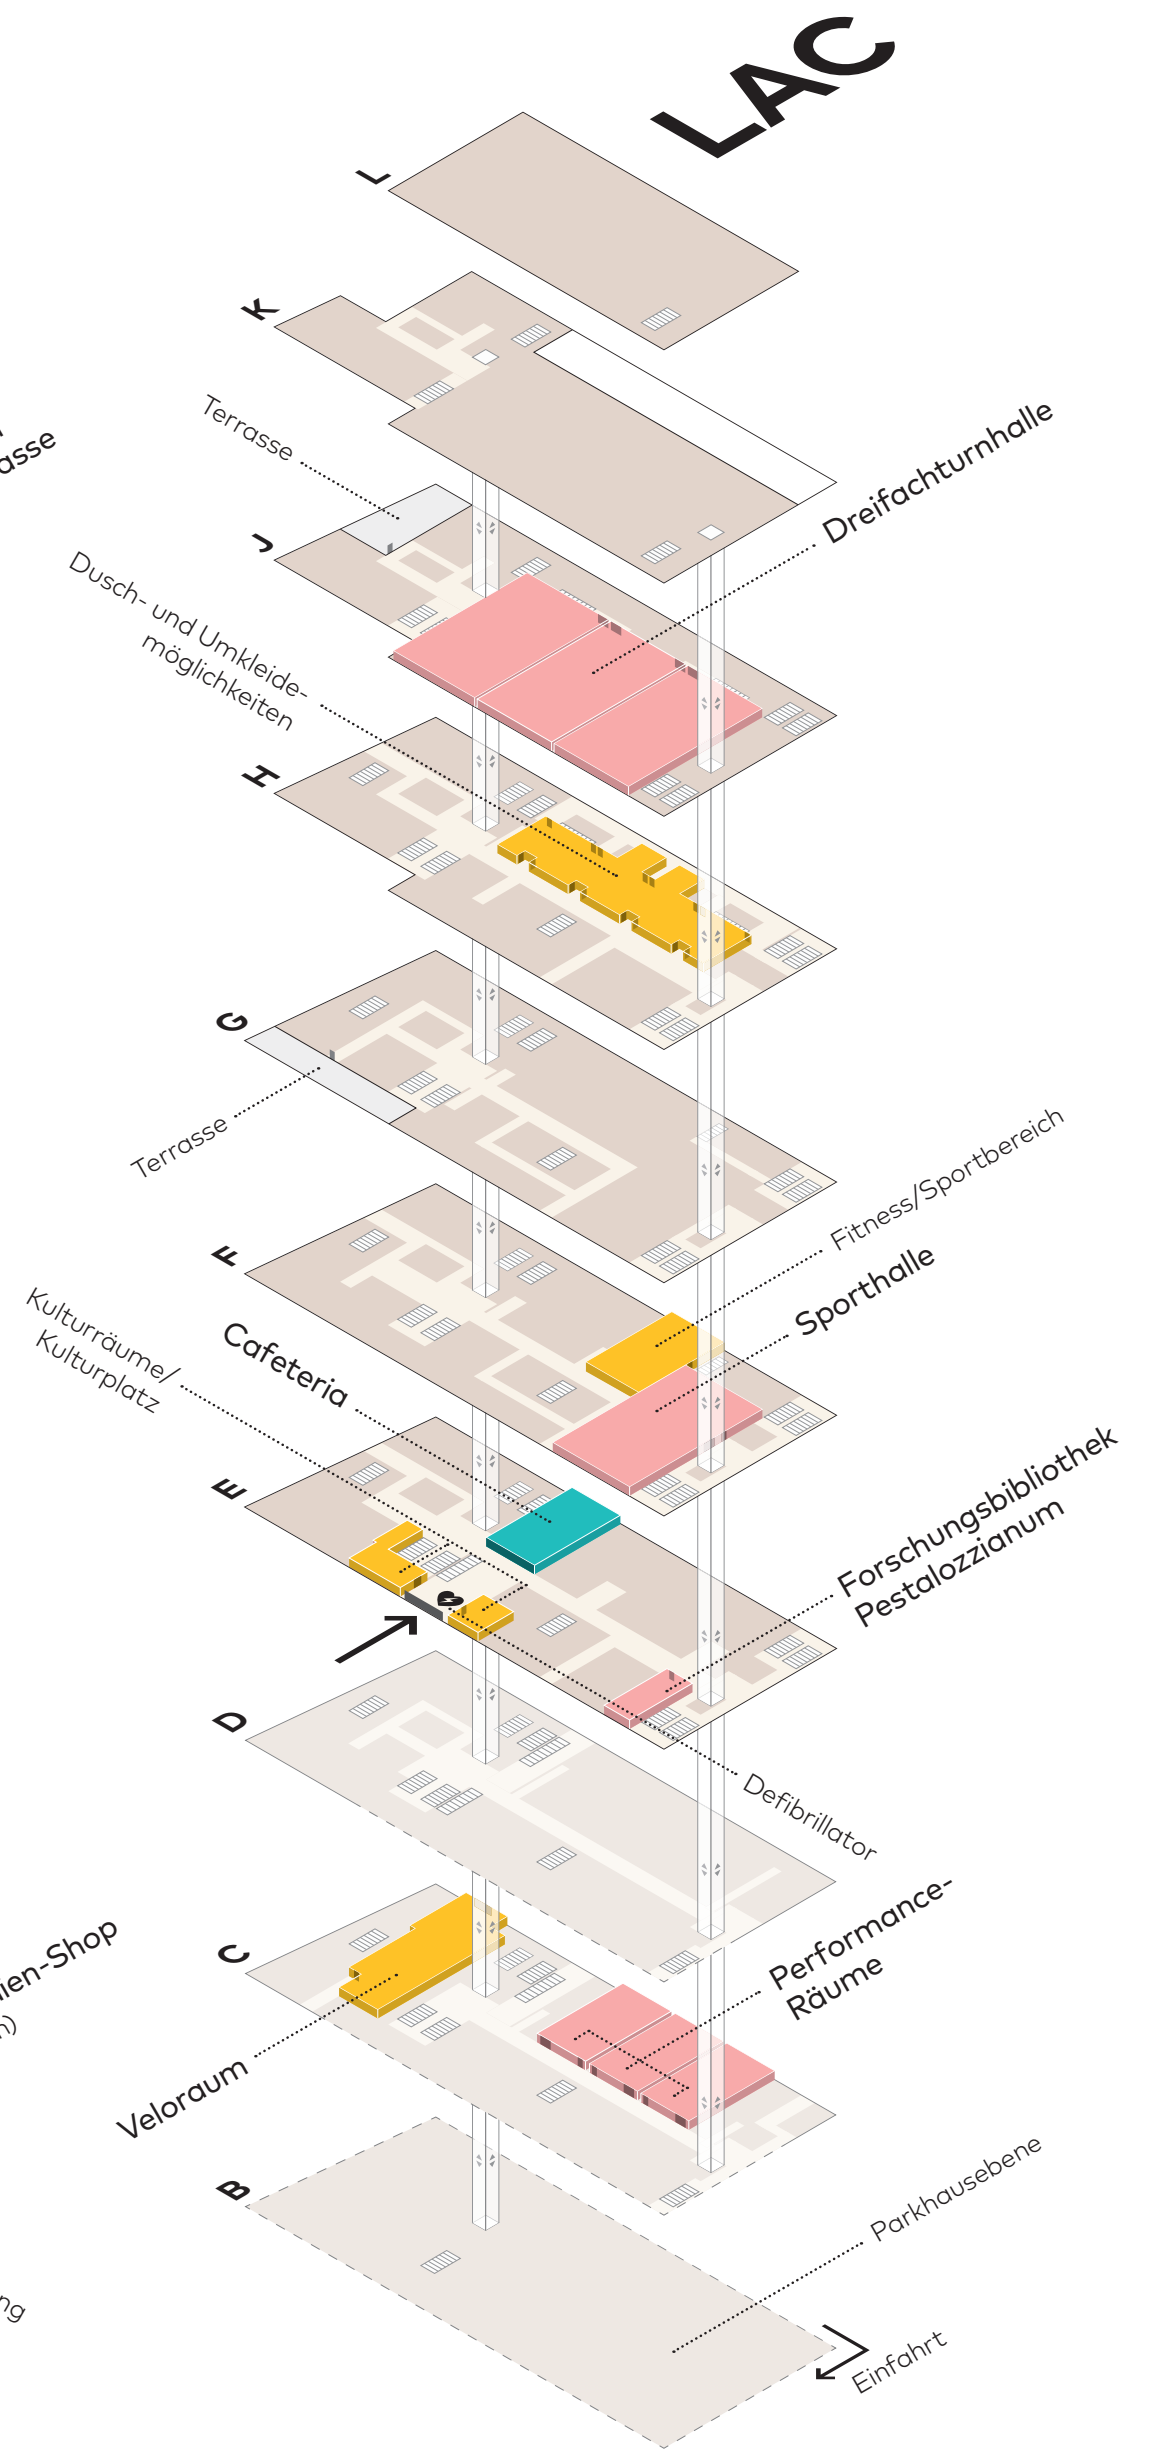 LAC
L
K
Terrasse
asse
Dreifachturnhalle
J
Dusch- und Umkleide-
möglichkeiten
H
G
Terrasse
Fitness/Sportbereich
F
Sporthalle
Kulturräume/
Kulturplatz
Cafeteria
E
Forschungsbibliothek
Pestalozzianum
D
Defibrillator
Performance-
Räume
C
ien-Shop
n)
Veloraum
B
Parkhausebene
ng
Einfahrt